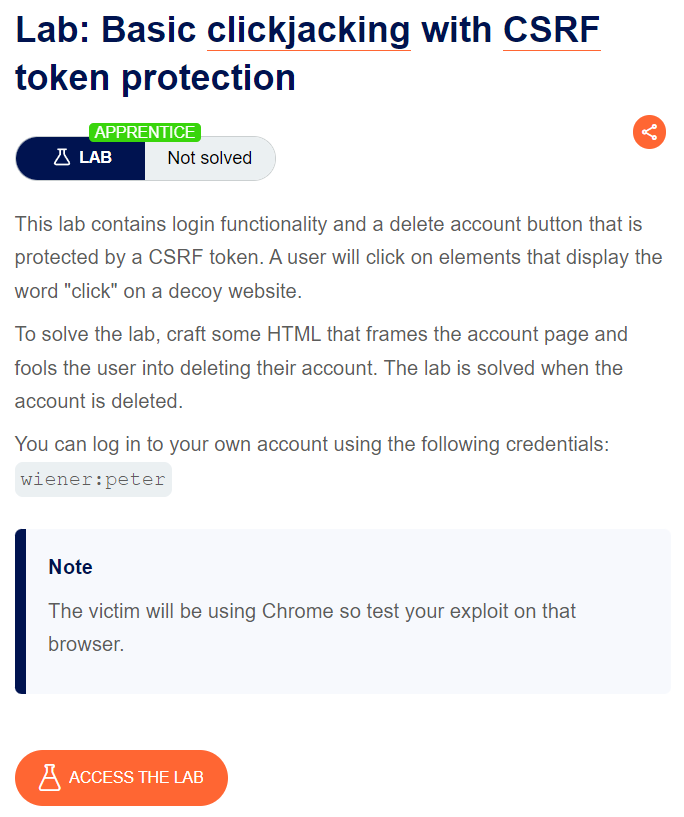 Lab: Basic clickjacking with CSRF
token protection
APPRENTICE
LAB
Not solved
This lab contains login functionality and a delete account button that is
protected by a CSRF token. A user will click on elements that display the
word "click" on a decoy website.
To solve the lab, craft some HTML that frames the account page and
fools the user into deleting their account. The lab is solved when the
account is deleted.
You can log in to your own account using the following credentials:
wiener:peter
Note
The victim will be using Chrome so test your exploit on that
browser.
ACCESS THE LAB